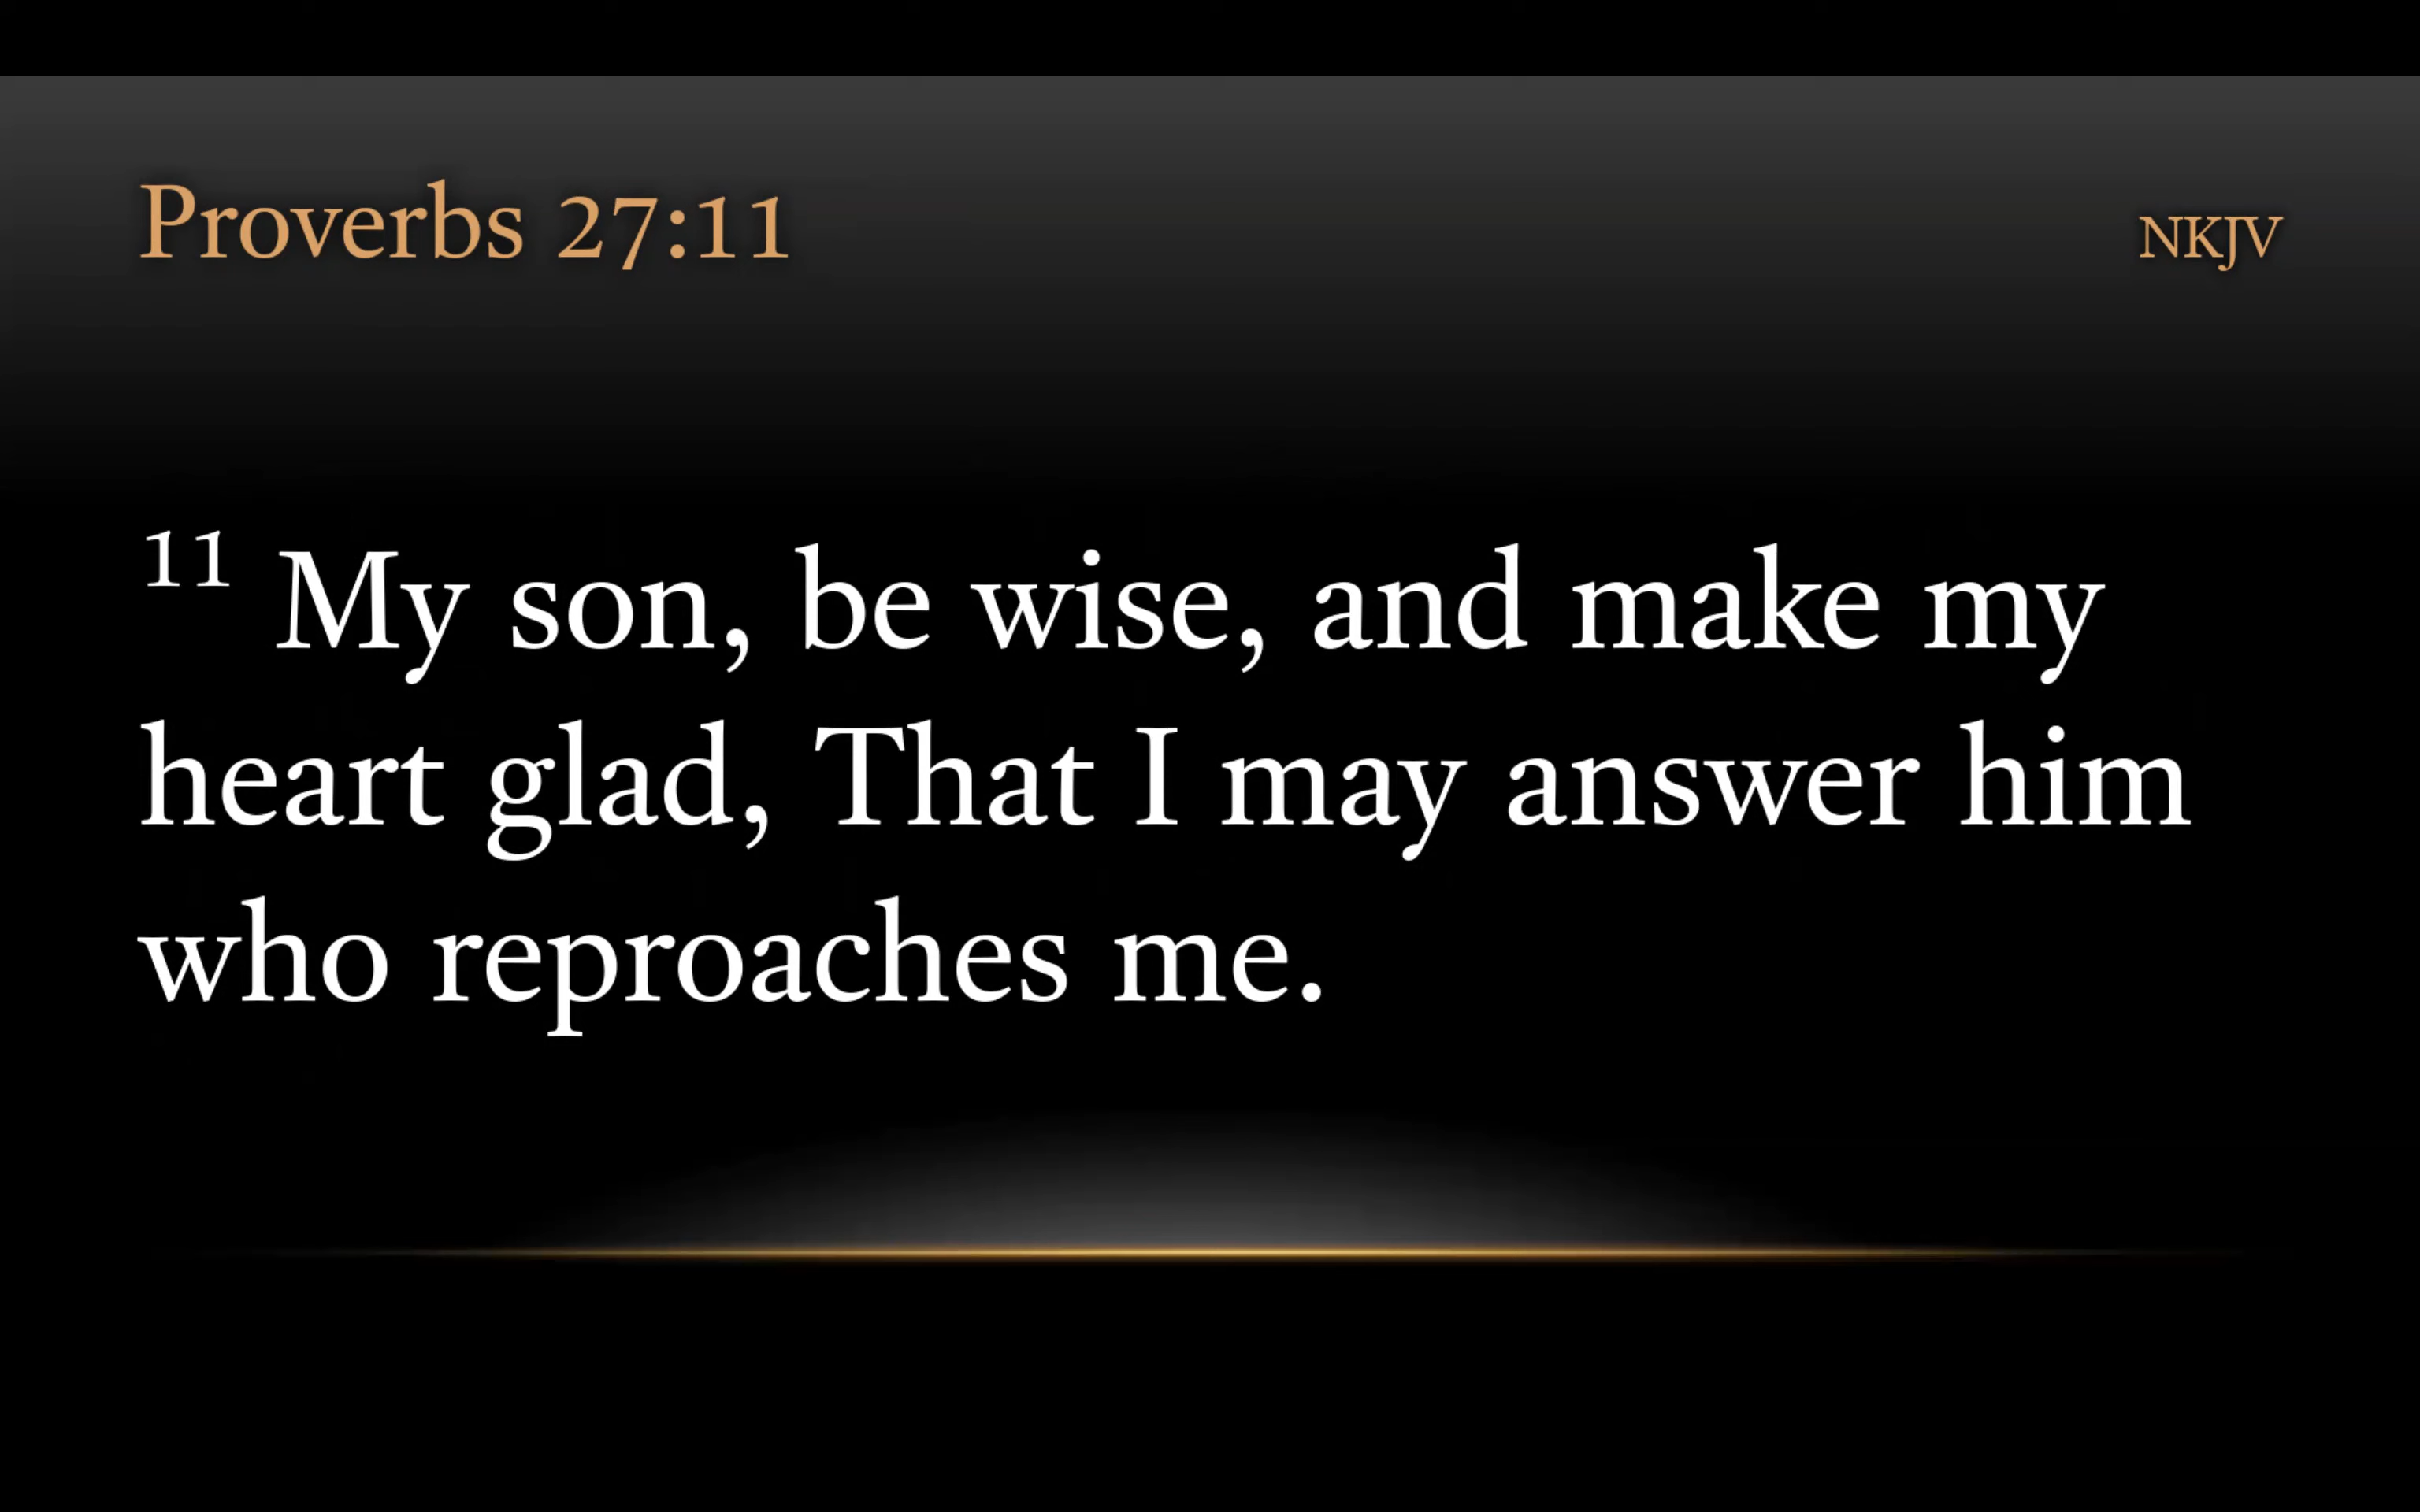 Proverbs 27:11
NKJV
11 My son, be wise, and make my
heart glad, That I may answer him
who reproaches me.